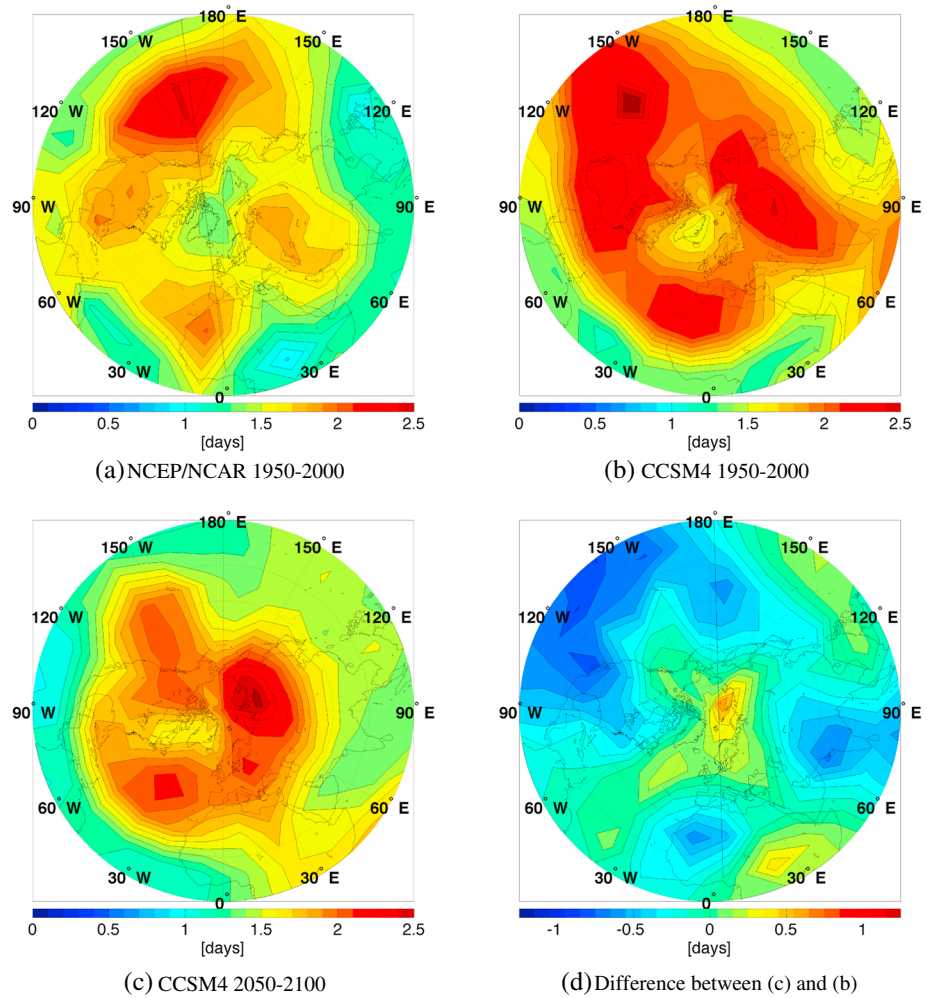 180° E
150° W
150° E
120° W
120° E
90° W
90° E
60° W
60° E
30° W
30° E
0°
0 0.5 1 1.5 2 2.5
[days]
(a) NCEP/NCAR 1950-2000
180° E
150° W
150° E
120° W
120° E
90° W
90° E
60° W
60° E
30° W
30° E
0°
0 0.5 1 1.5 2 2.5
[days]
(b) CCSM4 1950-2000
180° E
150° W
150° E
120° W
120° E
90° W
90° E
60° W
60° E
30° W
30° E
0°
0 0.5 1 1.5 2 2.5
[days]
(c) CCSM4 2050-2100
180° E
150° W
150° E
120° W
120° E
90° W
90° E
60° W
60° E
30° W
30° E
0°
-1 -0.5 0 0.5 1
[days]
(d) Difference between (c) and (b)